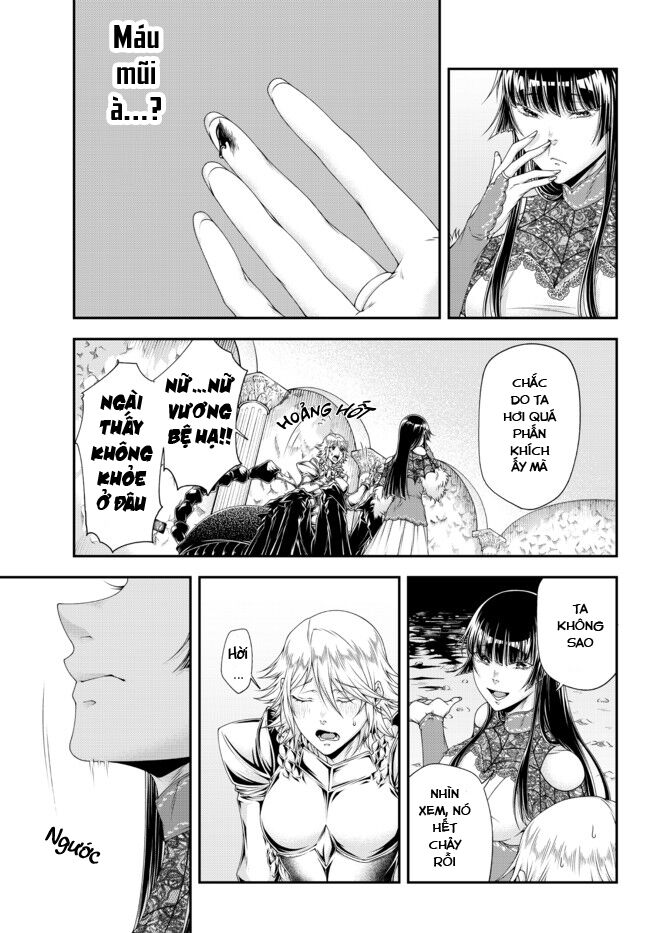 Máu
mũi
à...?
CHẮC
DO TA
HƠI QUÁ
PHẤN
KHÍCH
ẤY MÀ
HOẢNG HỐT
NỮ...NỮ
VƯƠNG
BỆ HẠ!!
NGÀI
THẤY
KHÔNG
KHỎE
Ở ĐÂU
TA
KHÔNG
SAO
NHÌN
XEM, NÓ
HẾT
CHẢY
RỒI
Hời
...
Ngước